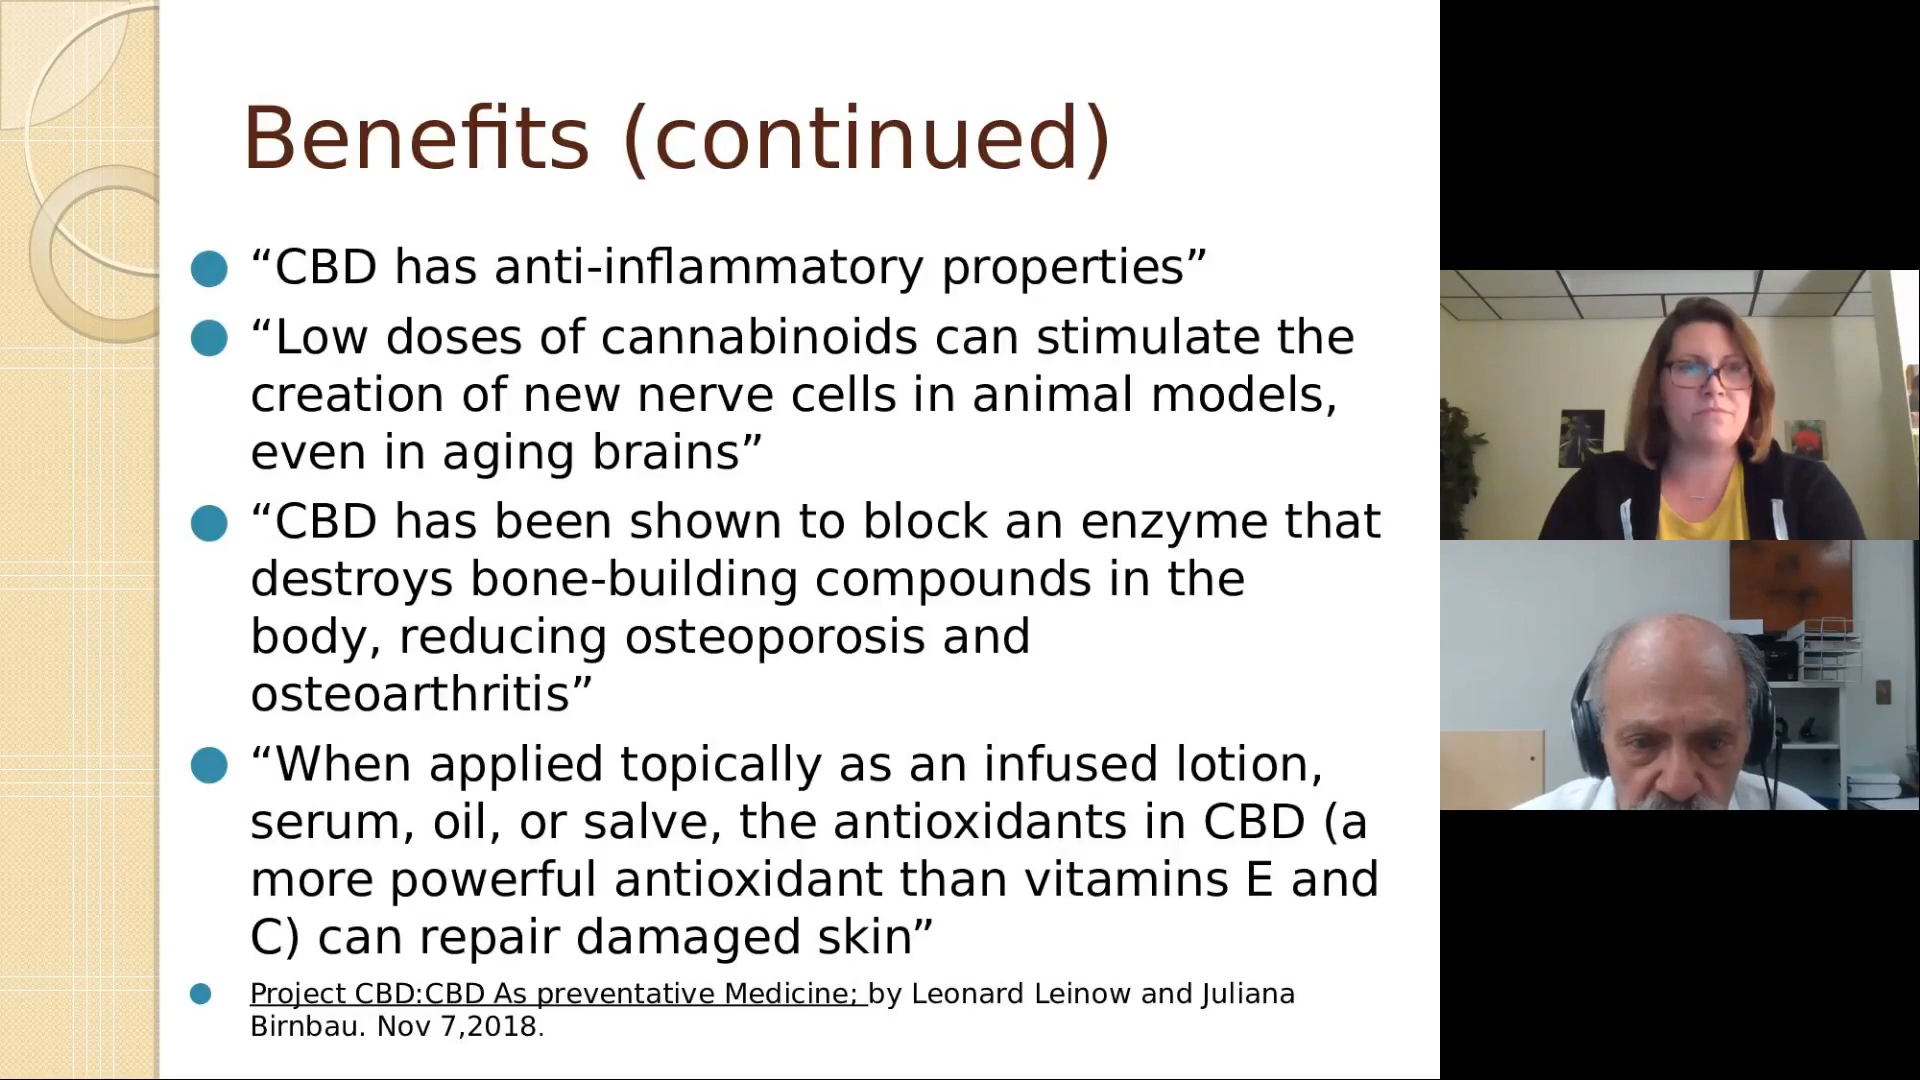 Benefits (continued)
“CBD has anti-inflammatory properties”
“Low doses of cannabinoids can stimulate the
creation of new nerve cells in animal models,
even in aging brains”
“CBD has been shown to block an enzyme that
destroys bone-building compounds in the
body, reducing osteoporosis and
osteoarthritis”
“When applied topically as an infused lotion,
serum, oil, or salve, the antioxidants in CBD (a
more powerful antioxidant than vitamins E and
C) can repair damaged skin”
Project CBD:CBD As preventative Medicine; by Leonard Leinow and Juliana
Birnbau. Nov 7,2018.